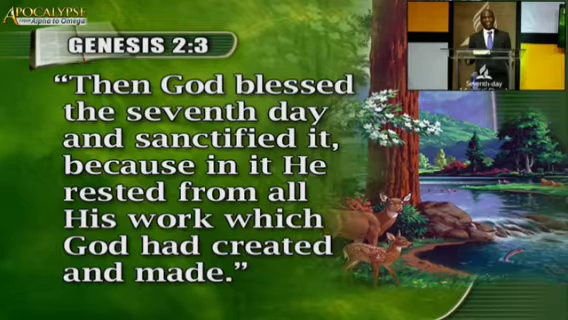 APOCALYPSE
from Alpha to Omega
GENESIS 2:3
“Then God blessed
the seventh day
and sanctified it,
because in it He
rested from all
His work which
God had created
and made.”
Seventh-day